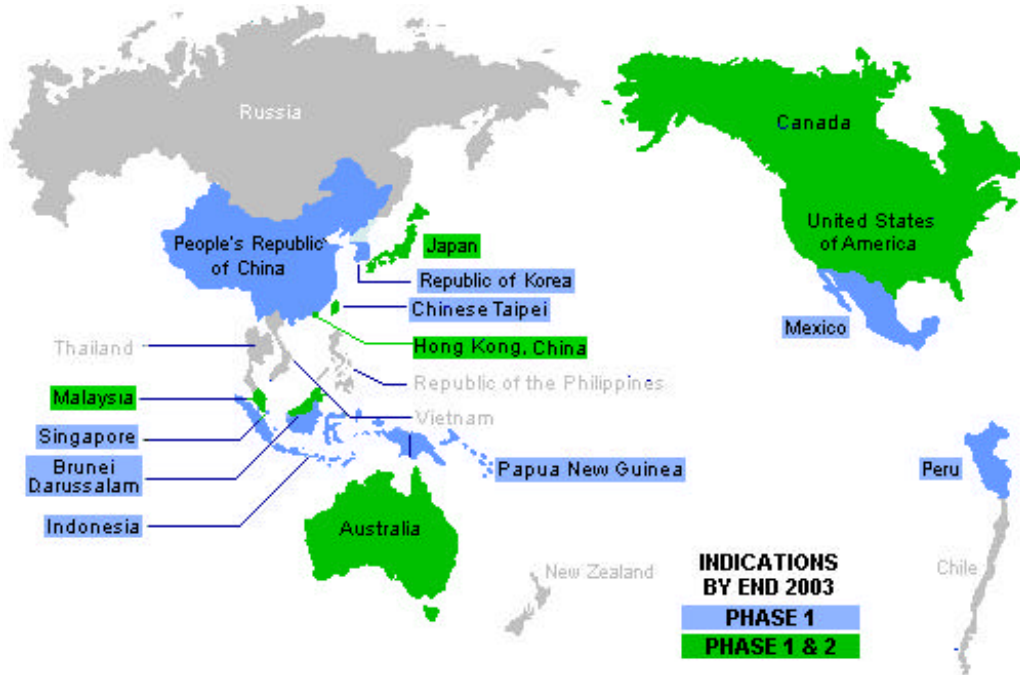 Russia
Canada
United States
of America
People's Republic
of China
Japan
Republic of Korea
Chinese Taipei
Mexico
Thailand
Hong Kong, China
Republic of the Philippines
Malaysia
Vietnam
Singapore
Brunei
Darussalam
Papua New Guinea
Peru
Indonesia
Australia
New Zealand
Chile
INDICATIONS
BY END 2003
PHASE 1
PHASE 1 & 2